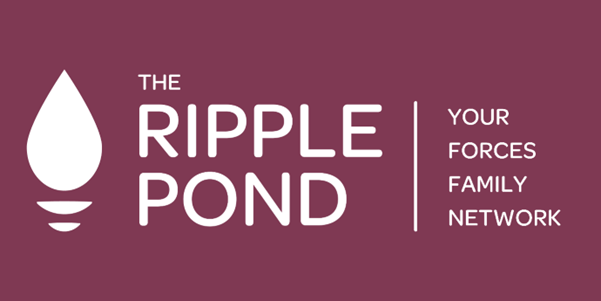 THE
RIPPLE
POND
YOUR
FORCES
FAMILY
NETWORK